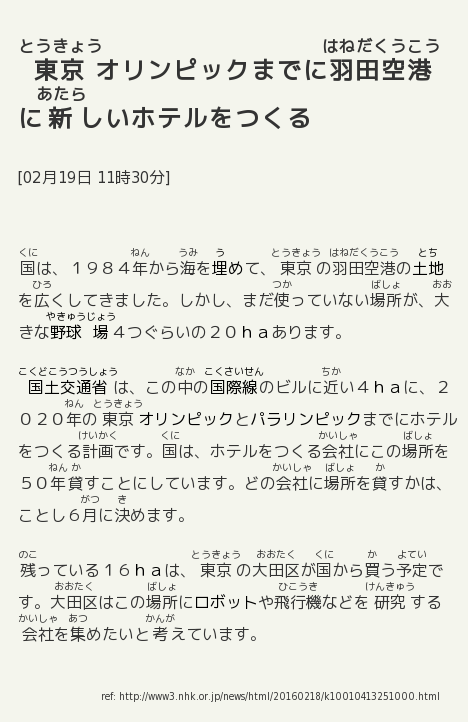 とうきょう はねだくうこう
東京 オリンピックまでに羽田空港
あたら
に 新 しいホテルをつくる
[02月19日 11時30分]
くに ねん うみ う とうきょう はねだくうこう とち
国は、１９８４年から海を埋めて、東京 の羽田空港の土地
ひろ つか ばしょ おお
を広くしてきました。しかし、まだ使っていない場所が、大
やきゅうじょう
きな野球 場 ４つぐらいの２０ｈａあります。
こくどこうつうしょう なか こくさいせん ちか
国土交通省 は、この中の国際線のビルに近い４ｈａに、２
ねん とうきょう
０２０年の 東京 オリンピックとパラリンピックまでにホテル
けいかく くに かいしゃ ばしょ
をつくる計画です。国は、ホテルをつくる会社にこの場所を
ねん か かいしゃ ばしょ か
５０年貸すことにしています。どの会社に場所を貸すかは、
がつ き
ことし６月に決めます。
のこ とうきょう おおたく くに か よてい
残っている１６ｈａは、東京 の大田区が国から買う予定で
おおたく ばしょ ひこうき けんきゅう
す。大田区はこの場所にロボットや飛行機などを 研究 する
かいしゃ あつ かんが
会社を集めたいと 考 えています。
ref: http://www3.nhk.or.jp/news/html/20160218/k10010413251000.html